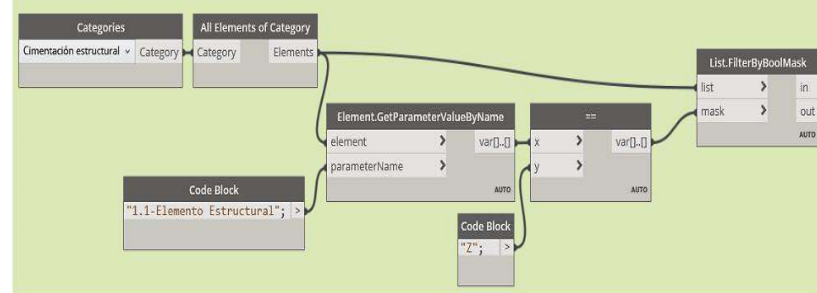 Categories
Cimentación estructural Category
All Elements of Category
Category Elements
Element.GetParameterValueByName
element > var[]..[]
parameterName >
AUTO
Code Block
"1.1-Elemento Estructural"; >
==
x > var[]..[]
y >
AUTO
Code Block
"Z"; >
List.FilterByBoolMask
list > in
mask > out
AUTO